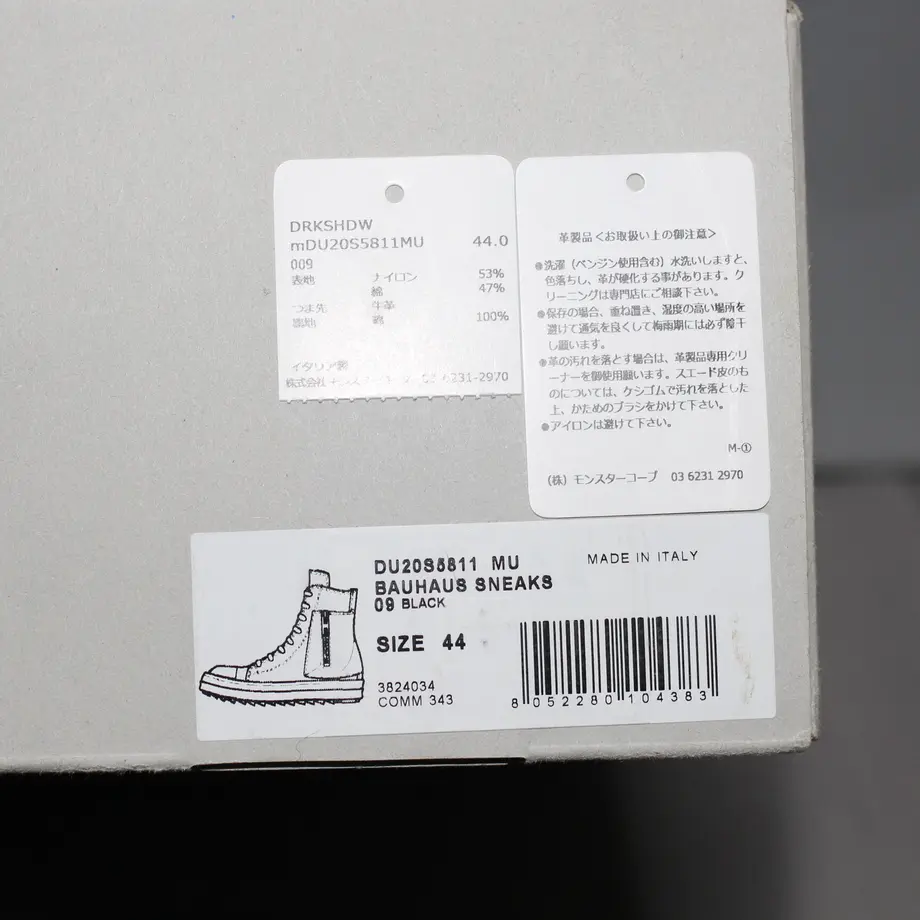 DRKSHDW
mDU20S5811MU 44.0
009
表地 ナイロン 53%
綿 47%
つま先 牛革
裏地 綿 100%
イタリア製
株式会社 モンスターコープ 03 6231-2970
革製品<お取扱い上の御注意>
●洗濯(ベンジン使用含む)水洗いしますと、
色落ちし、革が硬化する事があります。ク
リーニングは専門店にご相談下さい。
●保存の場合、重ね置き、湿度の高い場所を
避けて通気を良くして梅雨期には必ず陰干
し願います。
●革の汚れを落とす場合は、革製品専用クリ
ーナーを御使用願います。スエード皮のも
のについては、ケシゴムで汚れを落とした
上、かためのブラシをかけて下さい。
●アイロンは避けて下さい。
M-①
(株)モンスターコープ 03 6231 2970
DU20S5811 MU
BAUHAUS SNEAKS
09 BLACK
MADE IN ITALY
SIZE 44
3824034
COMM 343
8 052280 104383